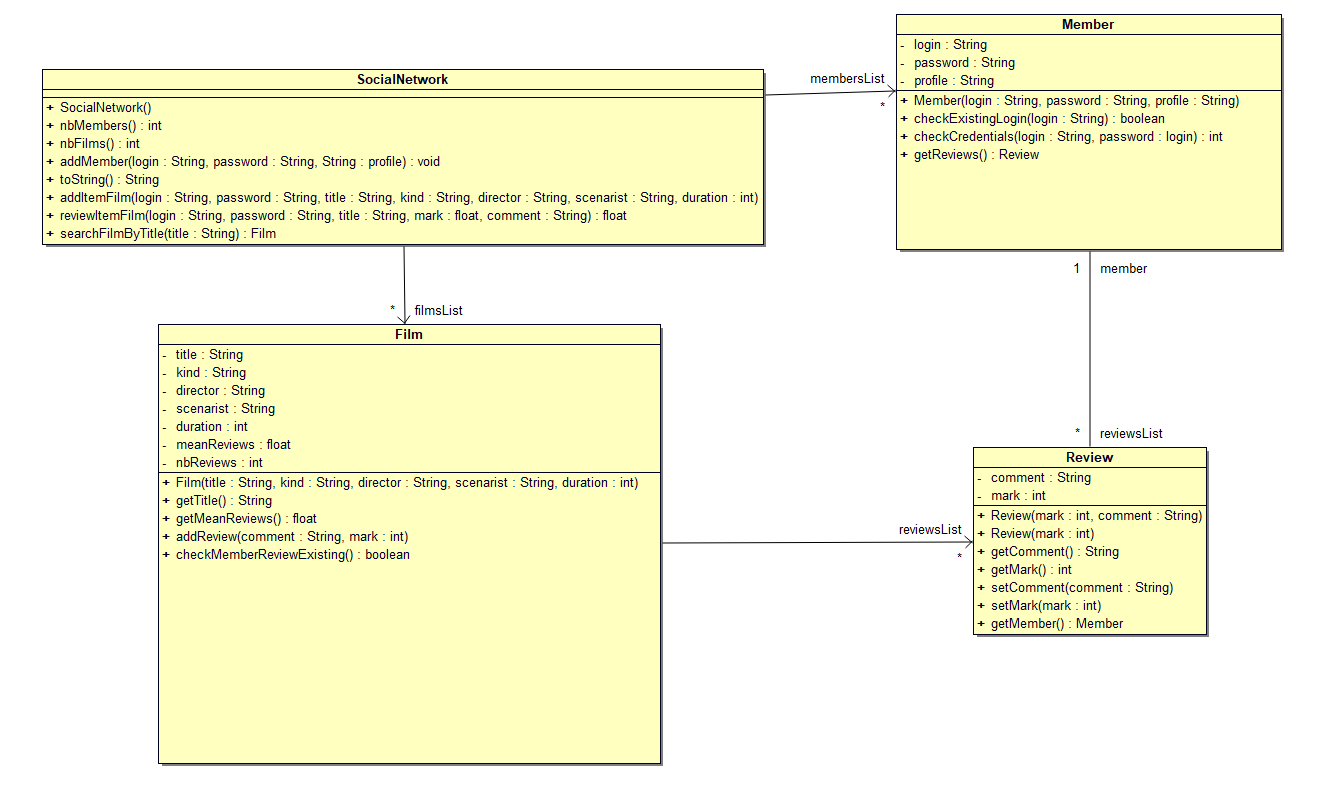 SocialNetwork
+ SocialNetwork()
+ nbMembers() : int
+ nbFilms() : int
+ addMember(login : String, password : String, String : profile) : void
+ toString() : String
+ addItemFilm(login : String, password : String, title : String, kind : String, director : String, scenarist : String, duration : int)
+ reviewItemFilm(login : String, password : String, title : String, mark : float, comment : String) : float
+ searchFilmByTitle(title : String) : Film
membersList
*
Member
- login : String
- password : String
- profile : String
+ Member(login : String, password : String, profile : String)
+ checkExistingLogin(login : String) : boolean
+ checkCredentials(login : String, password : login) : int
+ getReviews() : Review
1 member
* filmsList
Film
- title : String
- kind : String
- director : String
- scenarist : String
- duration : int
- meanReviews : float
- nbReviews : int
+ Film(title : String, kind : String, director : String, scenarist : String, duration : int)
+ getTitle() : String
+ getMeanReviews() : float
+ addReview(comment : String, mark : int)
+ checkMemberReviewExisting() : boolean
reviewsList
*
* reviewsList
Review
- comment : String
- mark : int
+ Review(mark : int, comment : String)
+ Review(mark : int)
+ getComment() : String
+ getMark() : int
+ setComment(comment : String)
+ setMark(mark : int)
+ getMember() : Member